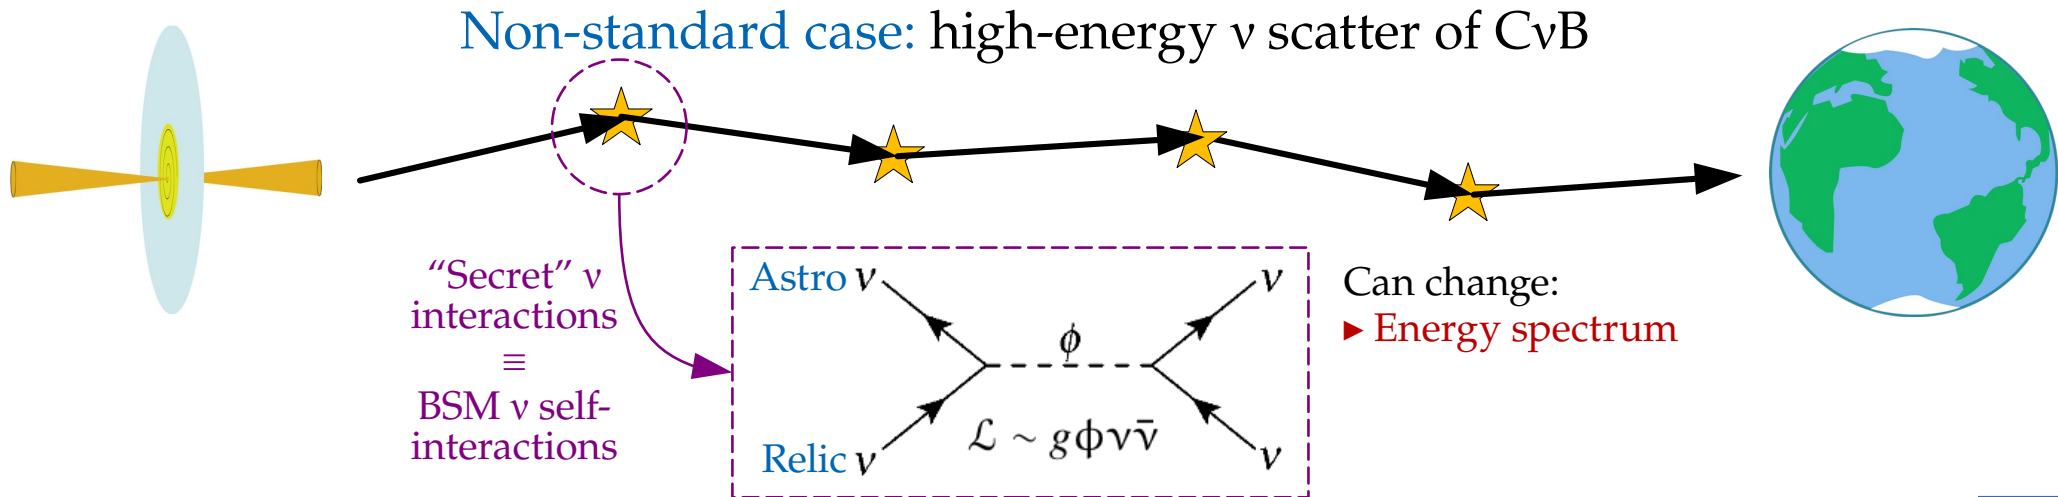 Non-standard case: high-energy ν scatter of CνB
“Secret” ν
interactions
≡
BSM ν self-
interactions
Astro ν
Relic ν
ϕ
ν
ν
ℒ ~ gϕνν̄
Can change:
▸ Energy spectrum